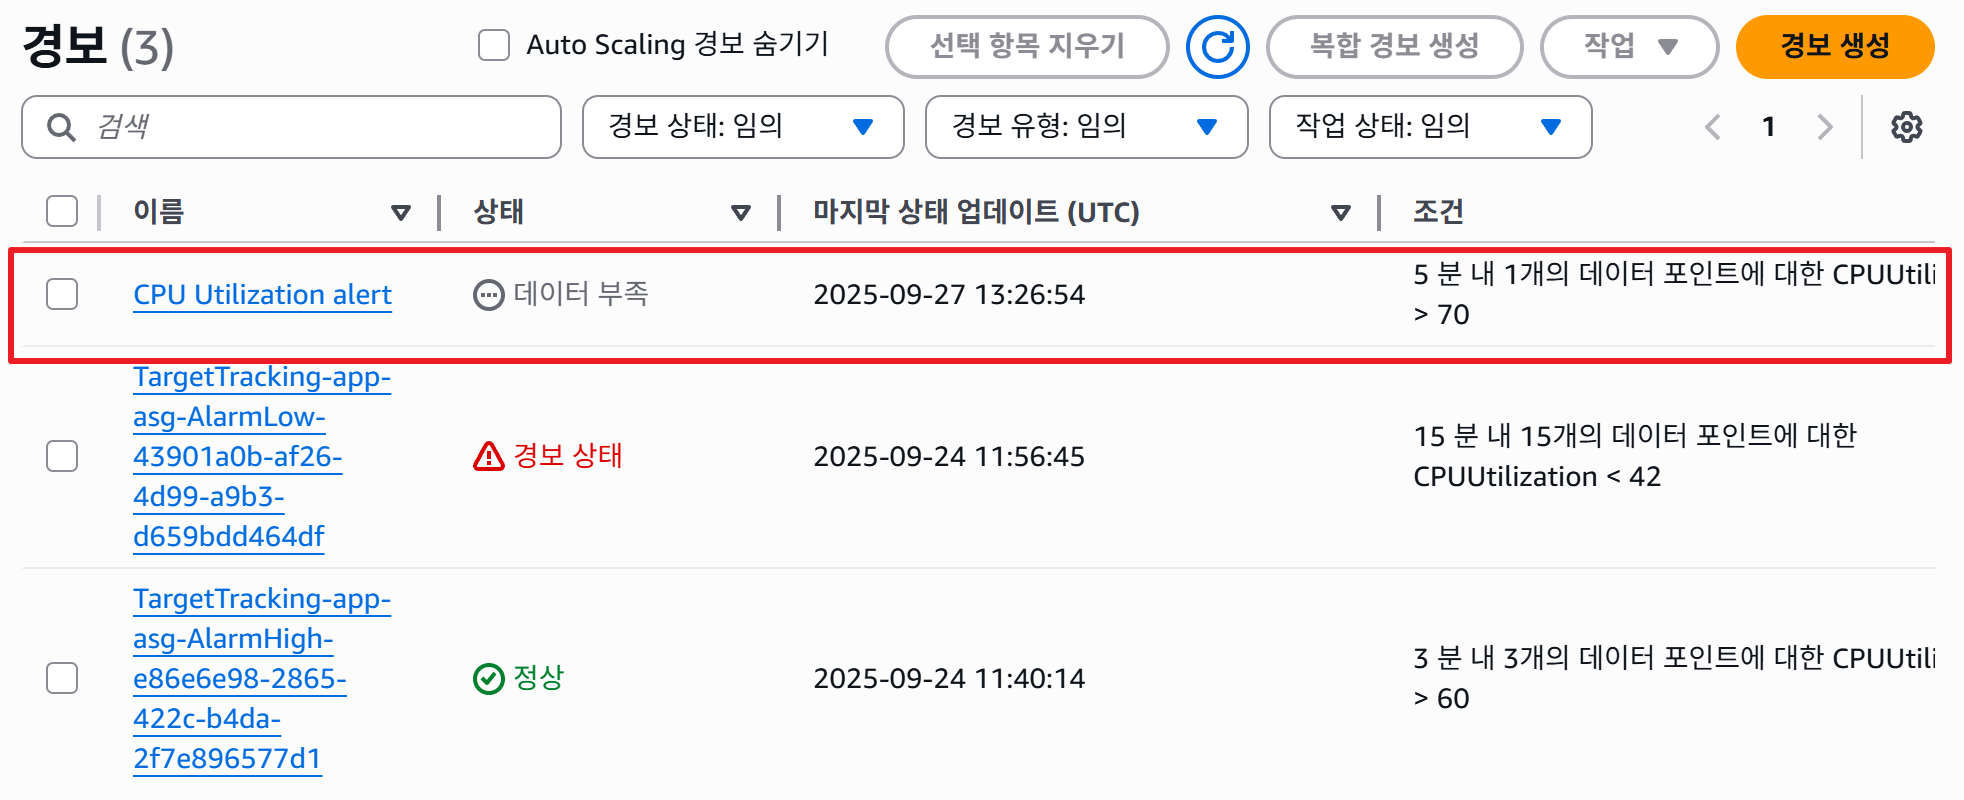 경보 (3)
Auto Scaling 경보 숨기기
선택 항목 지우기
복합 경보 생성
작업
경보 생성
검색
경보 상태: 임의
경보 유형: 임의
작업 상태: 임의
1
이름
상태
마지막 상태 업데이트 (UTC)
조건
CPU Utilization alert
데이터 부족
2025-09-27 13:26:54
5 분 내 1개의 데이터 포인트에 대한 CPUUtili
> 70
TargetTracking-app-
asg-AlarmLow-
43901a0b-af26-
4d99-a9b3-
d659bdd464df
경보 상태
2025-09-24 11:56:45
15 분 내 15개의 데이터 포인트에 대한
CPUUtilization < 42
TargetTracking-app-
asg-AlarmHigh-
e86e6e98-2865-
422c-b4da-
2f7e896577d1
정상
2025-09-24 11:40:14
3 분 내 3개의 데이터 포인트에 대한 CPUUtili
> 60